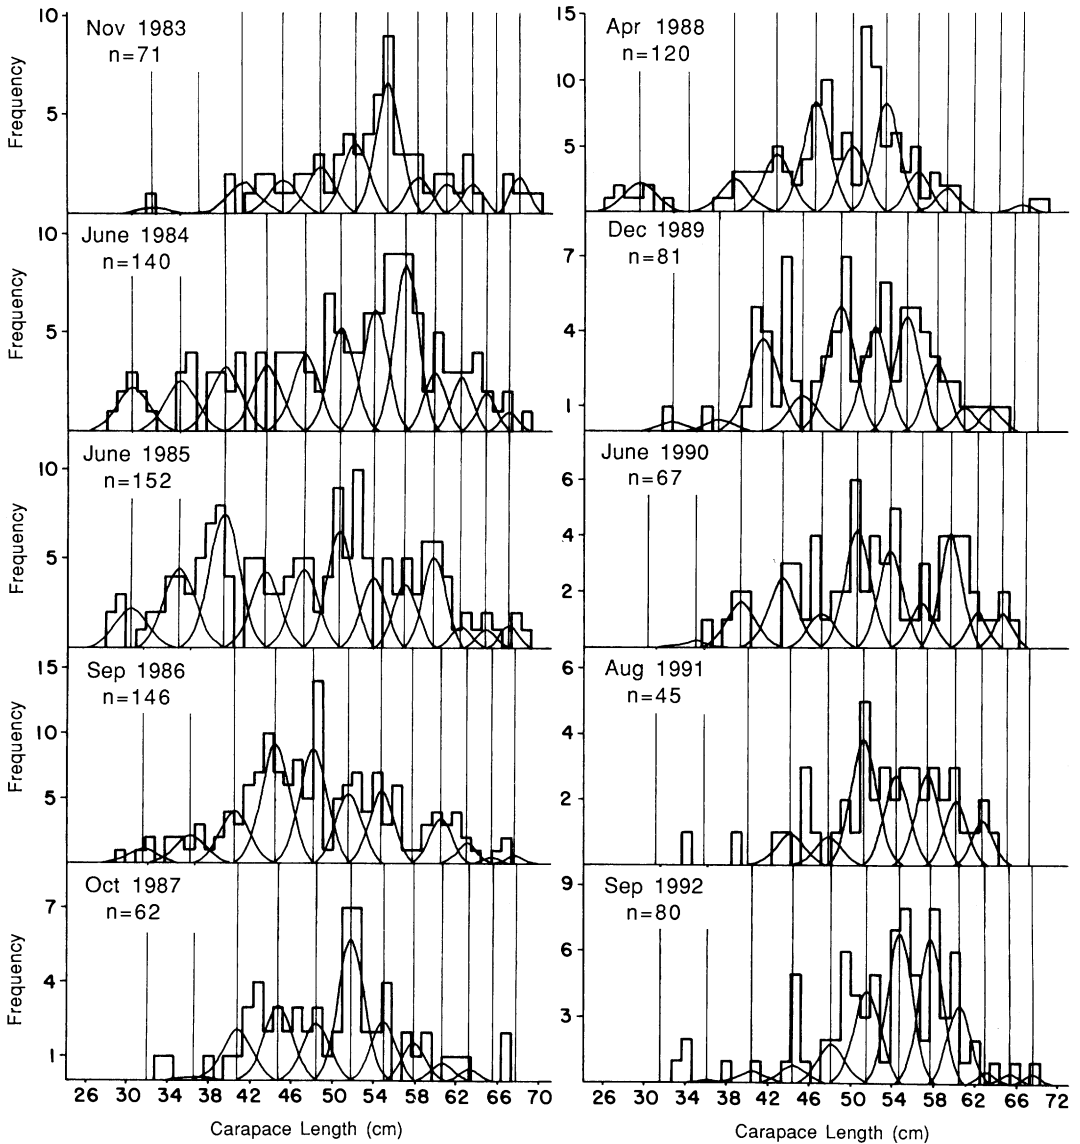 Nov 1983
n=71
10
5
Frequency
June 1984
n=140
10
5
Frequency
June 1985
n=152
10
5
Frequency
Sep 1986
n=146
15
10
5
Frequency
Oct 1987
n=62
7
4
1
Frequency
26 30 34 38 42 46 50 54 58 62 66 70
Carapace Length (cm)
Apr 1988
n=120
15
10
5
Dec 1989
n=81
7
4
1
June 1990
n=67
6
4
2
Aug 1991
n=45
6
4
2
Sep 1992
n=80
9
6
3
26 30 34 38 42 46 50 54 58 62 66 72
Carapace Length (cm)